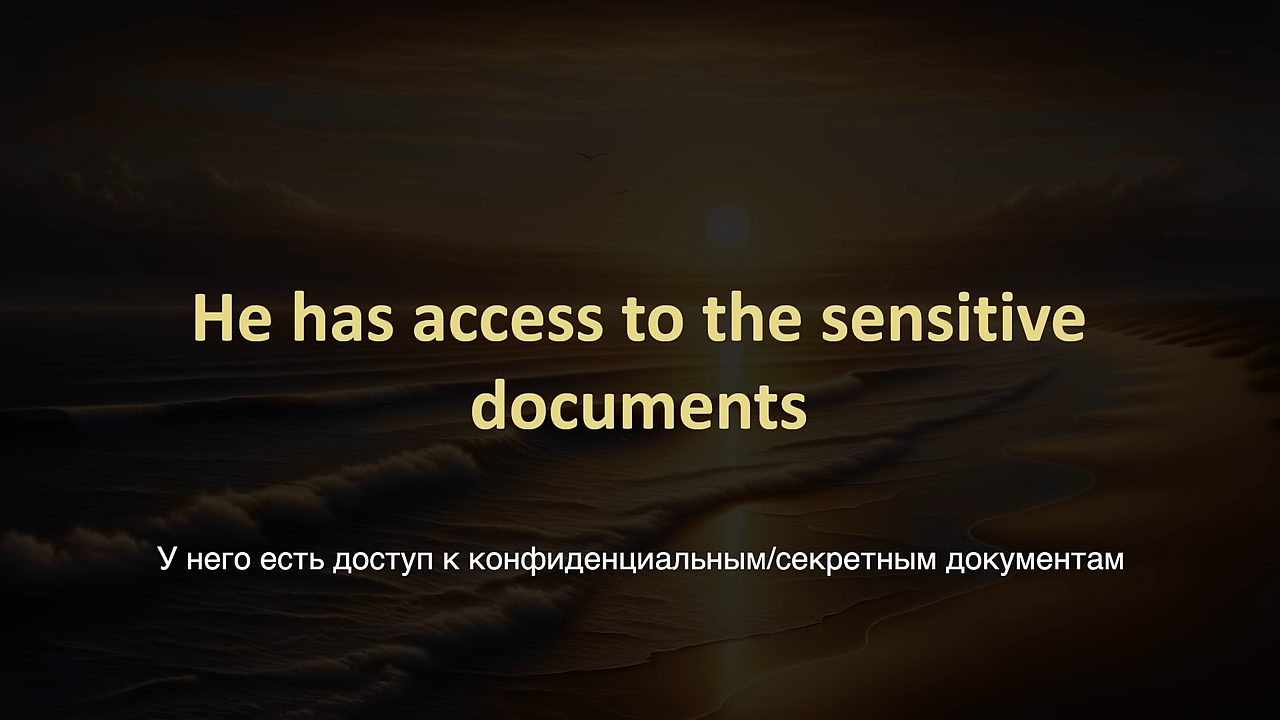 He has access to the sensitive
documents
У него есть доступ к конфиденциальным/секретным документам